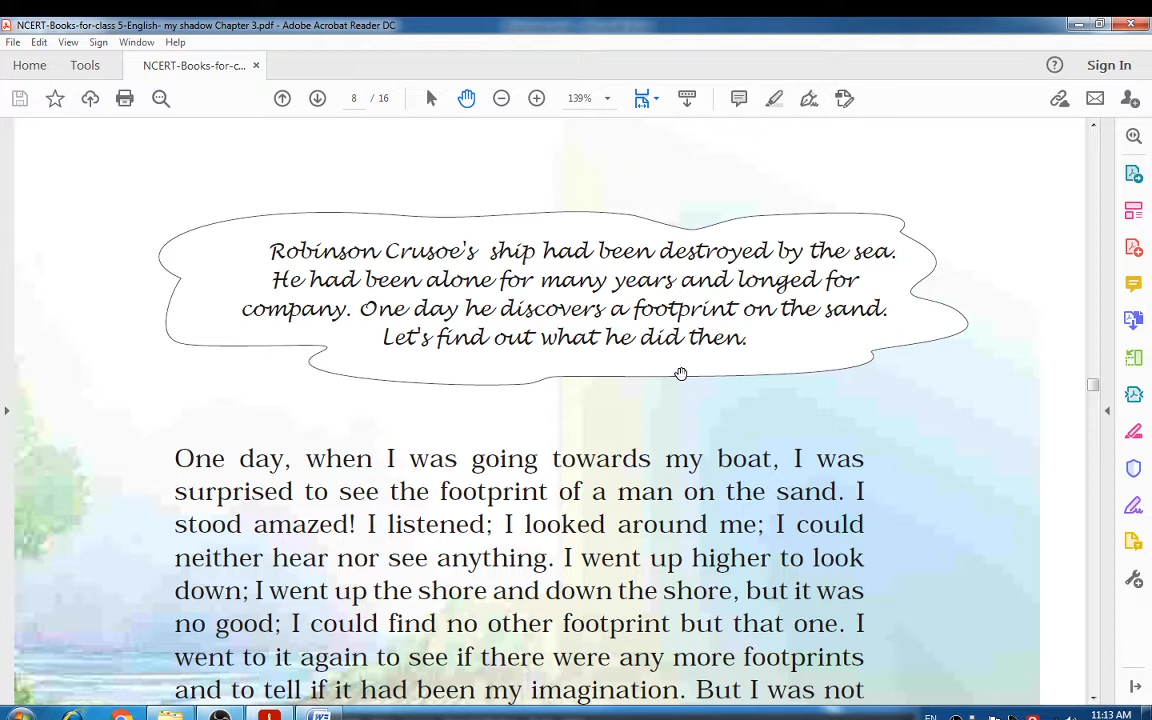 NCERT-Books-for-class 5-English- my shadow Chapter 3.pdf - Adobe Acrobat Reader DC
File Edit View Sign Window Help
Home Tools NCERT-Books-for-c... × Sign In
8 / 16 139%
Robinson Crusoe's ship had been destroyed by the sea.
He had been alone for many years and longed for
company. One day he discovers a footprint on the sand.
Let's find out what he did then.
One day, when I was going towards my boat, I was
surprised to see the footprint of a man on the sand. I
stood amazed! I listened; I looked around me; I could
neither hear nor see anything. I went up higher to look
down; I went up the shore and down the shore, but it was
no good; I could find no other footprint but that one. I
went to it again to see if there were any more footprints
and to tell if it had been my imagination. But I was not
EN 11:13 AM